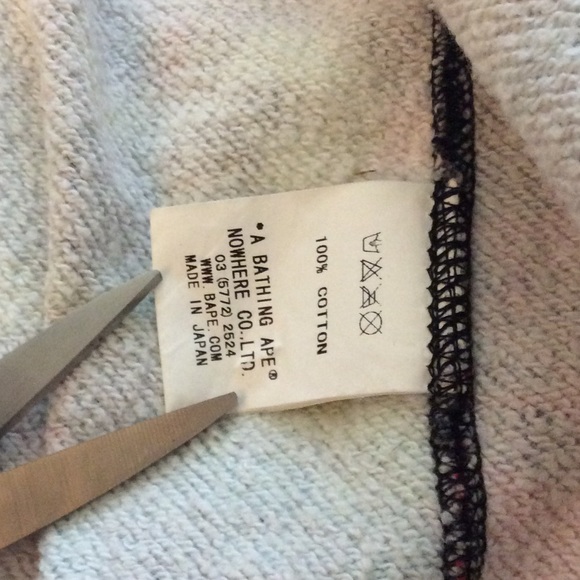 100% COTTON
*A BATHING APE®
NOWHERE CO.,LTD.
03 (5772) 2524
WWW. BAPE. COM
MADE IN JAPAN